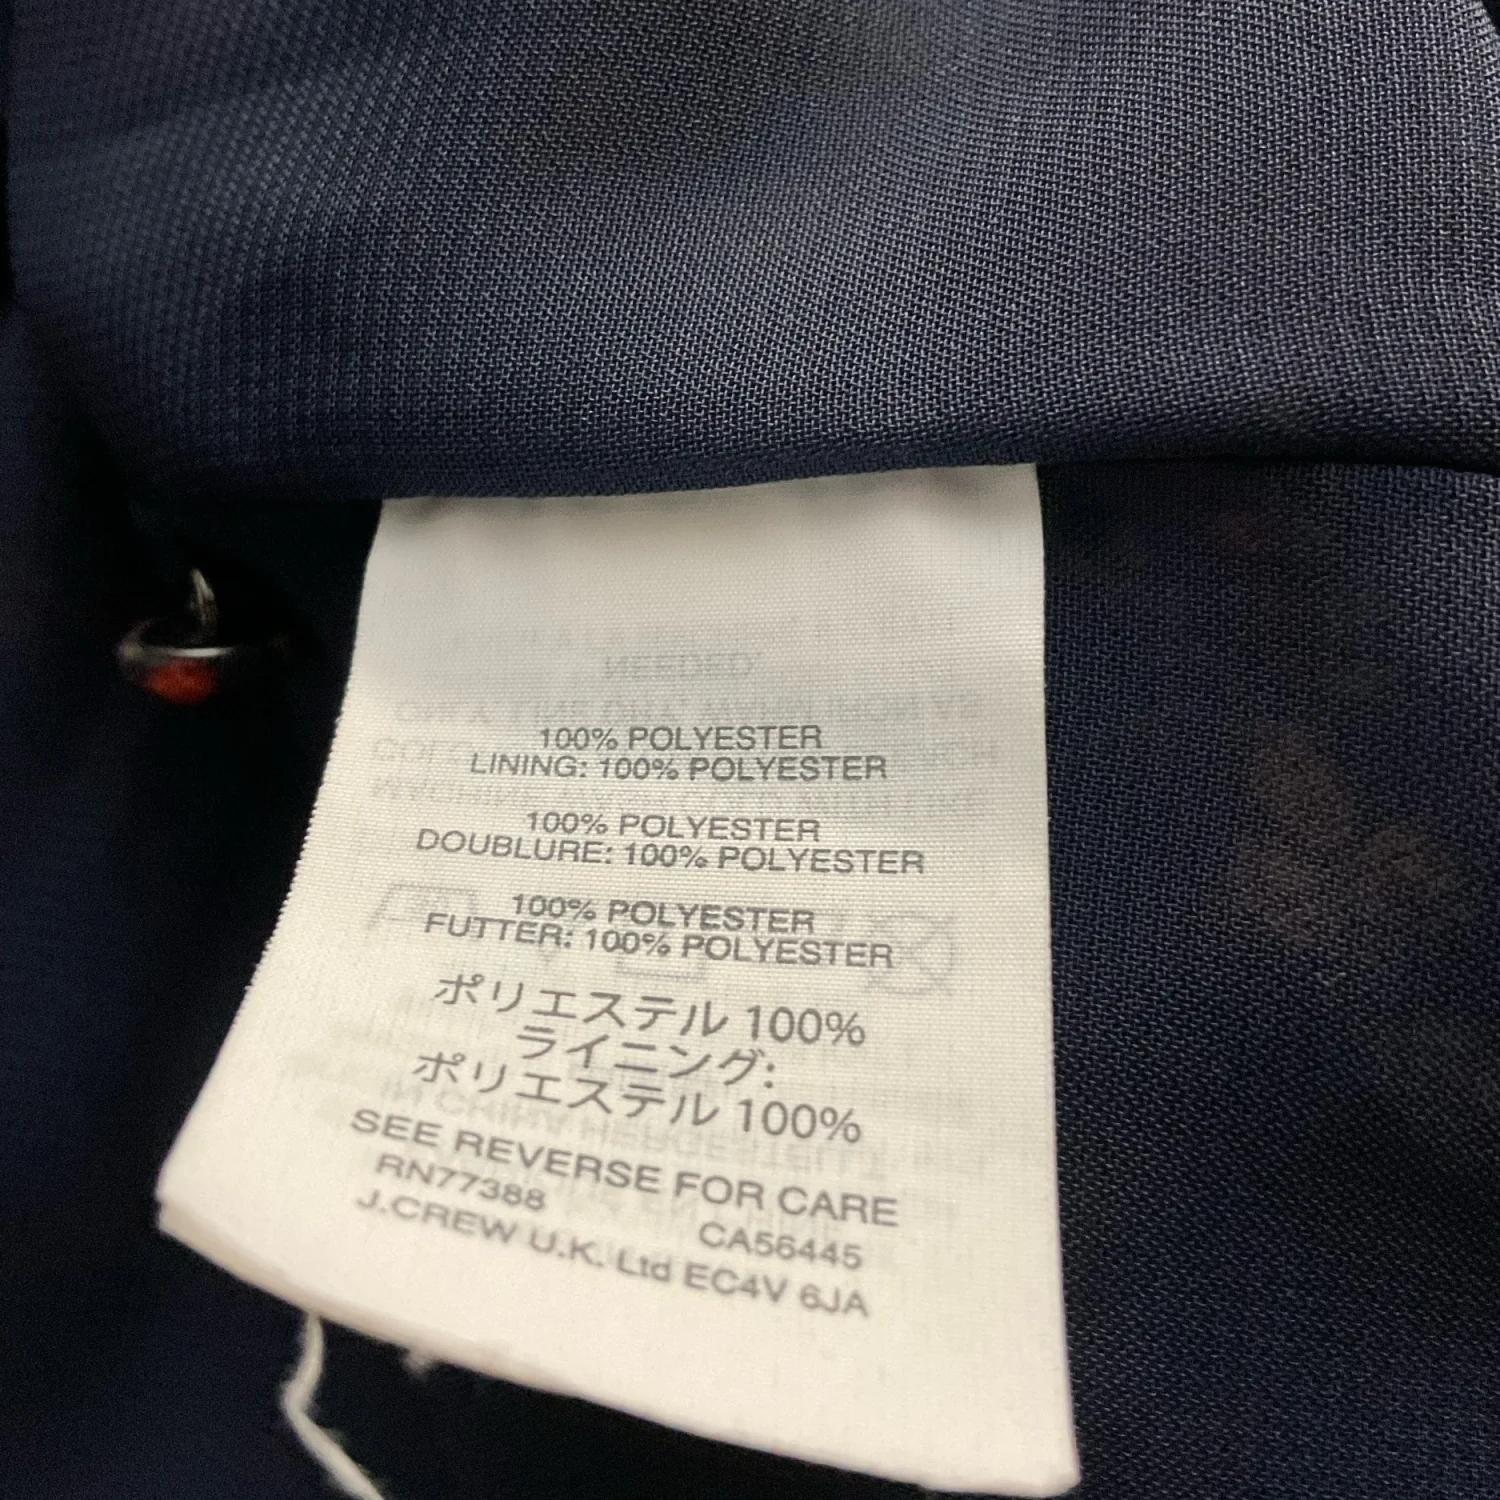 100% POLYESTER
LINING: 100% POLYESTER
100% POLYESTER
DOUBLURE: 100% POLYESTER
100% POLYESTER
FUTTER: 100% POLYESTER
ポリエステル 100%
ライニング:
ポリエステル 100%
SEE REVERSE FOR CARE
RN77388 CA56445
J.CREW U.K. Ltd EC4V 6JA